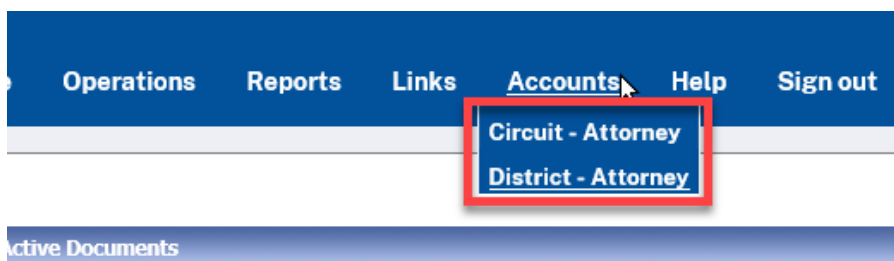 Operations Reports Links Accounts Help Sign out
Circuit - Attorney
District - Attorney
Active Documents